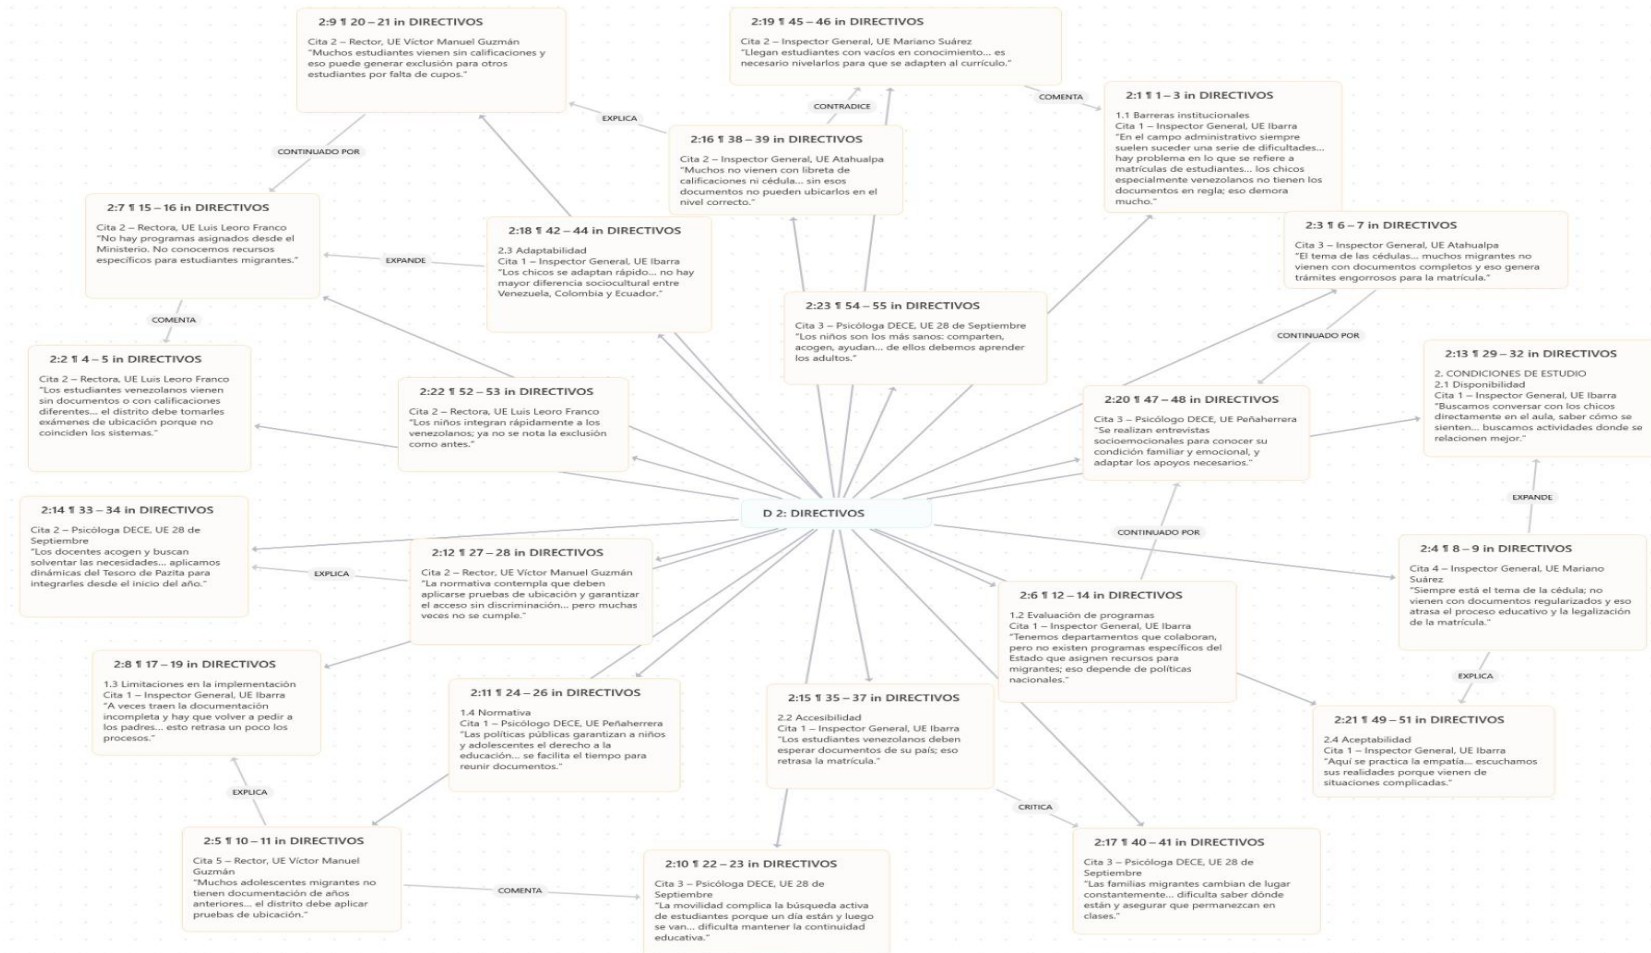 2:9 ¶ 20 – 21 in DIRECTIVOS
Cita 2 – Rector, UE Víctor Manuel Guzmán
“Muchos estudiantes vienen sin calificaciones y
eso puede generar exclusión para otros
estudiantes por falta de cupos.”
2:19 ¶ 45 – 46 in DIRECTIVOS
Cita 2 – Inspector General, UE Mariano Suárez
“Llegan estudiantes con vacíos en conocimiento... es
necesario nivelarlos para que se adapten al currículo.”
COMENTA
2:1 ¶ 1 – 3 in DIRECTIVOS
1.1 Barreras institucionales
Cita 1 – Inspector General, UE Ibarra
“En el campo administrativo siempre
suelen suceder una serie de dificultades...
hay problema en lo que se refiere a
matrículas de estudiantes... los chicos
especialmente venezolanos no tienen los
documentos en regla; eso demora
mucho.”
CONTRADICE
EXPLICA
2:16 ¶ 38 – 39 in DIRECTIVOS
Cita 2 – Inspector General, UE Atahualpa
“Muchos no vienen con libreta de
calificaciones ni cédula... sin esos
documentos no pueden ubicarlos en el
nivel correcto.”
CONTINUADO POR
2:7 ¶ 15 – 16 in DIRECTIVOS
Cita 2 – Rectora, UE Luis Leoro Franco
“No hay programas asignados desde el
Ministerio. No conocemos recursos
específicos para estudiantes migrantes.”
EXPANDE
2:18 ¶ 42 – 44 in DIRECTIVOS
2.3 Adaptabilidad
Cita 1 – Inspector General, UE Ibarra
“Los chicos se adaptan rápido... no hay
mayor diferencia sociocultural entre
Venezuela, Colombia y Ecuador.”
2:3 ¶ 6 – 7 in DIRECTIVOS
Cita 3 – Inspector General, UE Atahualpa
“El tema de las cédulas... muchos migrantes no
vienen con documentos completos y eso genera
trámites engorrosos para la matrícula.”
2:23 ¶ 54 – 55 in DIRECTIVOS
Cita 3 – Psicóloga DECE, UE 28 de Septiembre
“Los niños son los más sanos: comparten,
acogen, ayudan... de ellos debemos aprender
los adultos.”
COMENTA
CONTINUADO POR
2:2 ¶ 4 – 5 in DIRECTIVOS
Cita 2 – Rectora, UE Luis Leoro Franco
“Los estudiantes venezolanos vienen
sin documentos o con calificaciones
diferentes... el distrito debe tomarles
exámenes de ubicación porque no
coinciden los sistemas.”
2:22 ¶ 52 – 53 in DIRECTIVOS
Cita 2 – Rectora, UE Luis Leoro Franco
“Los niños integran rápidamente a los
venezolanos; ya no se nota la exclusión
como antes.”
2:20 ¶ 47 – 48 in DIRECTIVOS
Cita 3 – Psicólogo DECE, UE Peñaherrera
“Se realizan entrevistas
socioemocionales para conocer su
condición familiar y emocional, y
adaptar los apoyos necesarios.”
2:13 ¶ 29 – 32 in DIRECTIVOS
2. CONDICIONES DE ESTUDIO
2.1 Disponibilidad
Cita 1 – Inspector General, UE Ibarra
“Buscamos conversar con los chicos
directamente en el aula, saber cómo se
sienten... buscamos actividades donde se
relacionen mejor.”
EXPANDE
D 2: DIRECTIVOS
2:14 ¶ 33 – 34 in DIRECTIVOS
Cita 2 – Psicóloga DECE, UE 28 de
Septiembre
“Los docentes acogen y buscan
solventar las necesidades... aplicamos
dinámicas del Tesoro de Pazita para
integrarles desde el inicio del año.”
EXPLICA
2:12 ¶ 27 – 28 in DIRECTIVOS
Cita 2 – Rector, UE Víctor Manuel Guzmán
“La normativa contempla que deben
aplicarse pruebas de ubicación y garantizar
el acceso sin discriminación... pero muchas
veces no se cumple.”
CONTINUADO POR
2:6 ¶ 12 – 14 in DIRECTIVOS
1.2 Evaluación de programas
Cita 1 – Inspector General, UE Ibarra
“Tenemos departamentos que colaboran,
pero no existen programas específicos del
Estado que asignen recursos para
migrantes; eso depende de políticas
nacionales.”
2:4 ¶ 8 – 9 in DIRECTIVOS
Cita 4 – Inspector General, UE Mariano
Suárez
“Siempre está el tema de la cédula; no
vienen con documentos regularizados y eso
atrasa el proceso educativo y la legalización
de la matrícula.”
EXPLICA
2:8 ¶ 17 – 19 in DIRECTIVOS
1.3 Limitaciones en la implementación
Cita 1 – Inspector General, UE Ibarra
“A veces traen la documentación
incompleta y hay que volver a pedir a
los padres... esto retrasa un poco los
procesos.”
2:11 ¶ 24 – 26 in DIRECTIVOS
1.4 Normativa
Cita 1 – Psicólogo DECE, UE Peñaherrera
“Las políticas públicas garantizan a niños
y adolescentes el derecho a la
educación... se facilita el tiempo para
reunir documentos.”
2:15 ¶ 35 – 37 in DIRECTIVOS
2.2 Accesibilidad
Cita 1 – Inspector General, UE Ibarra
“Los estudiantes venezolanos deben
esperar documentos de su país; eso
retrasa la matrícula.”
2:21 ¶ 49 – 51 in DIRECTIVOS
2.4 Aceptabilidad
Cita 1 – Inspector General, UE Ibarra
“Aquí se practica la empatía... escuchamos
sus realidades porque vienen de
situaciones complicadas.”
EXPLICA
CRITICA
2:5 ¶ 10 – 11 in DIRECTIVOS
Cita 5 – Rector, UE Víctor Manuel
Guzmán
“Muchos adolescentes migrantes no
tienen documentación de años
anteriores... el distrito debe aplicar
pruebas de ubicación.”
COMENTA
2:10 ¶ 22 – 23 in DIRECTIVOS
Cita 3 – Psicóloga DECE, UE 28 de
Septiembre
“La movilidad complica la búsqueda activa
de estudiantes porque un día están y luego
se van... dificulta mantener la continuidad
educativa.”
2:17 ¶ 40 – 41 in DIRECTIVOS
Cita 3 – Psicóloga DECE, UE 28 de
Septiembre
“Las familias migrantes cambian de lugar
constantemente... dificulta saber dónde
están y asegurar que permanezcan en
clases.”